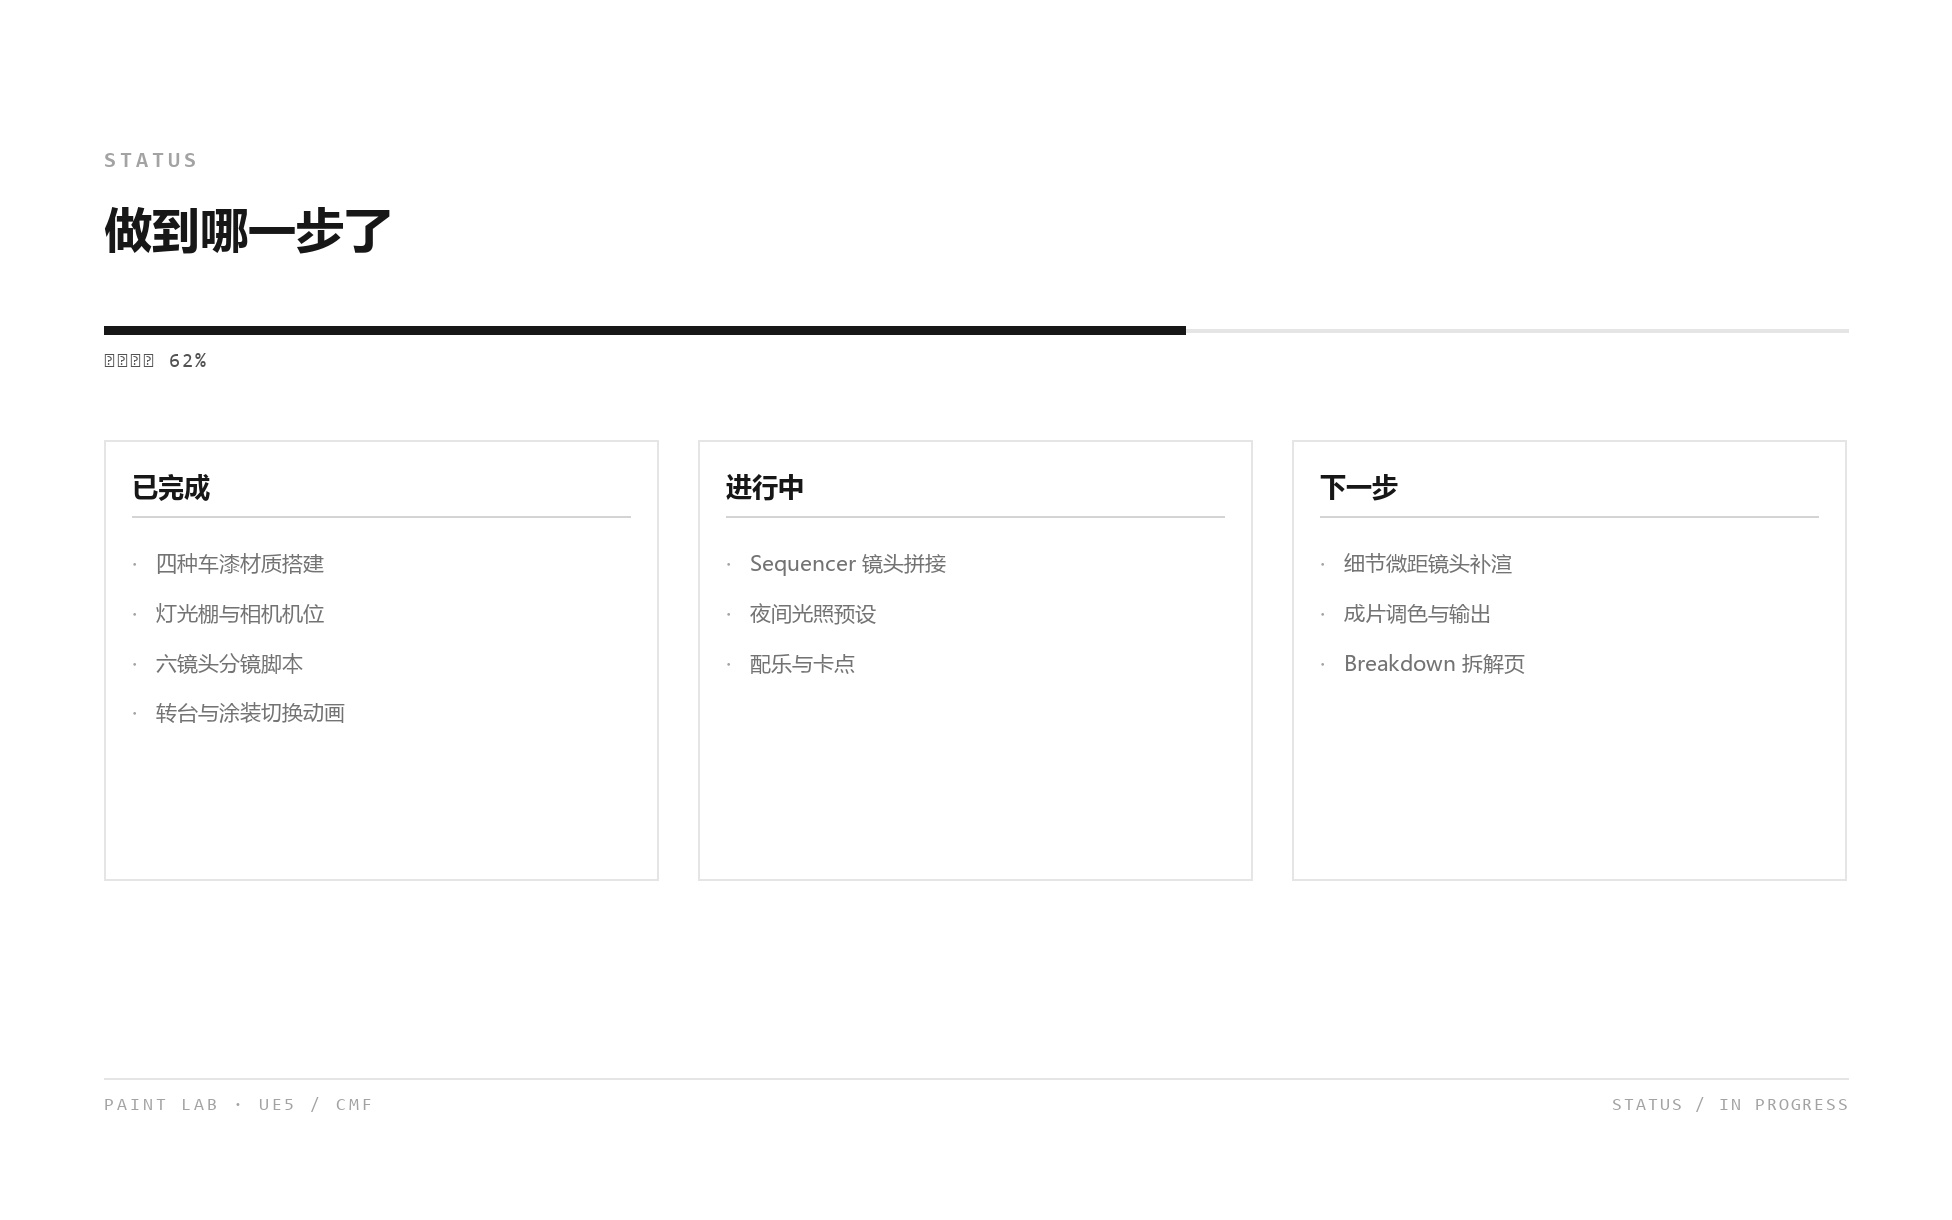 STATUS
做到哪一步了
62%
已完成
· 四种车漆材质搭建
· 灯光棚与相机机位
· 六镜头分镜脚本
· 转台与涂装切换动画
进行中
· Sequencer 镜头拼接
· 夜间光照预设
· 配乐与卡点
下一步
· 细节微距镜头补渲
· 成片调色与输出
· Breakdown 拆解页
PAINT LAB · UE5 / CMF
STATUS / IN PROGRESS